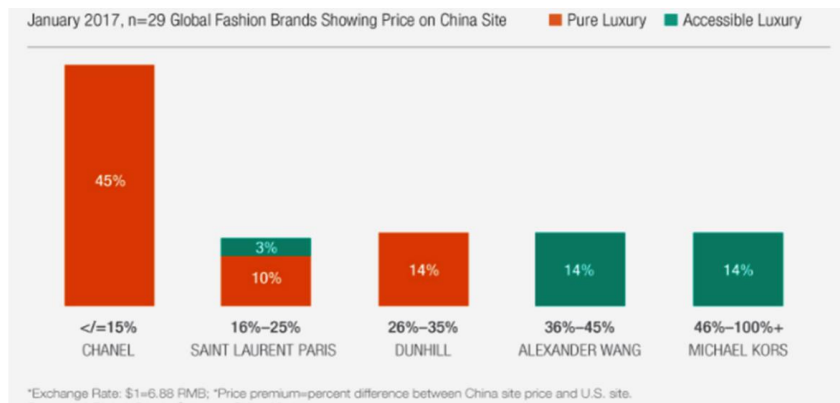 January 2017, n=29 Global Fashion Brands Showing Price on China Site
Pure Luxury
Accessible Luxury
45%
3%
10%
14%
14%
14%
</=15%
16%–25%
26%–35%
36%–45%
46%–100%+
CHANEL
SAINT LAURENT PARIS
DUNHILL
ALEXANDER WANG
MICHAEL KORS
*Exchange Rate: $1=6.88 RMB; *Price premium=percent difference between China site price and U.S. site.